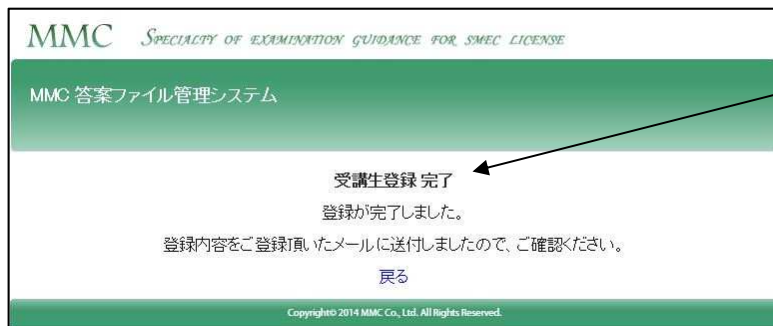 MMC SPECIALTY OF EXAMINATION GUIDANCE FOR SMEC LICENSE
MMC 答案ファイル管理システム
受講生登録 完了
登録が完了しました。
登録内容をご登録頂いたメールに送付しましたので、ご確認ください。
戻る
Copyright© 2014 MMC Co., Ltd. All Rights Reserved.